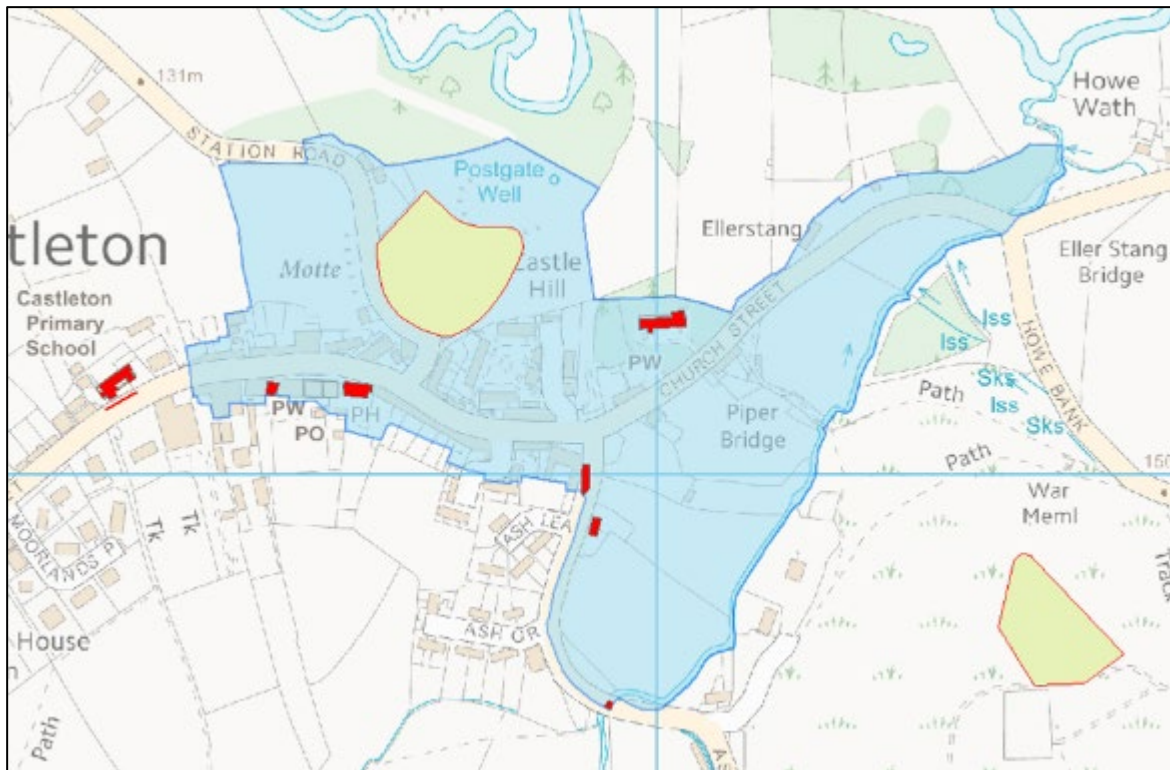 131m
STATION ROAD
Postgate
Well
Howe
Wath
tleton
Motte
Castle
Hill
Ellerstang
Eller Stang
Bridge
Castleton
Primary
School
PW
CHURCH STREET
Iss
Iss
HOWE BANK
Sks
Iss
Sks
Path
PW
PH
PO
Piper
Bridge
Path
War
Meml
Track
MOORLANDS P
Tk
Tk
ASH LEA
ASH GR
House
Path